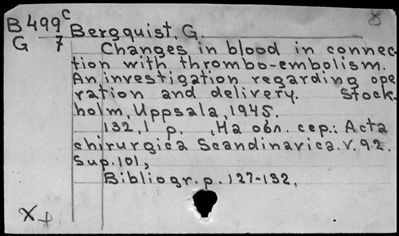 B499c Bergquist, G.
G 7
Changes in blood in connec-
tion with thrombo-embolism.
An investigation regarding ope
ration and delivery. Stock-
holm, Uppsala, 1945.
132,1 p. На обл. сер.: Acta
chirurgica Scandinavica. V. 92.
Sup. 101,
Bibliogr. p. 127-132.
X